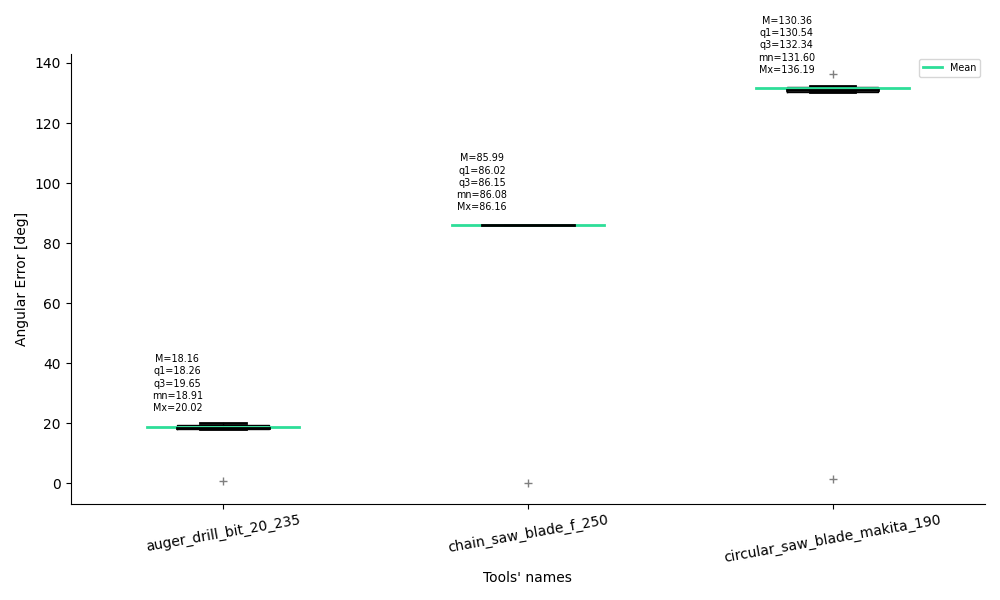 M=130.36
q1=130.54
q3=132.34
mn=131.60
Mx=136.19
Mean
M=85.99
q1=86.02
q3=86.15
mn=86.08
Mx=86.16
M=18.16
q1=18.26
q3=19.65
mn=18.91
Mx=20.02
Angular Error [deg]
140
120
100
80
60
40
20
0
auger_drill_bit_20_235
chain_saw_blade_f_250
circular_saw_blade_makita_190
Tools' names